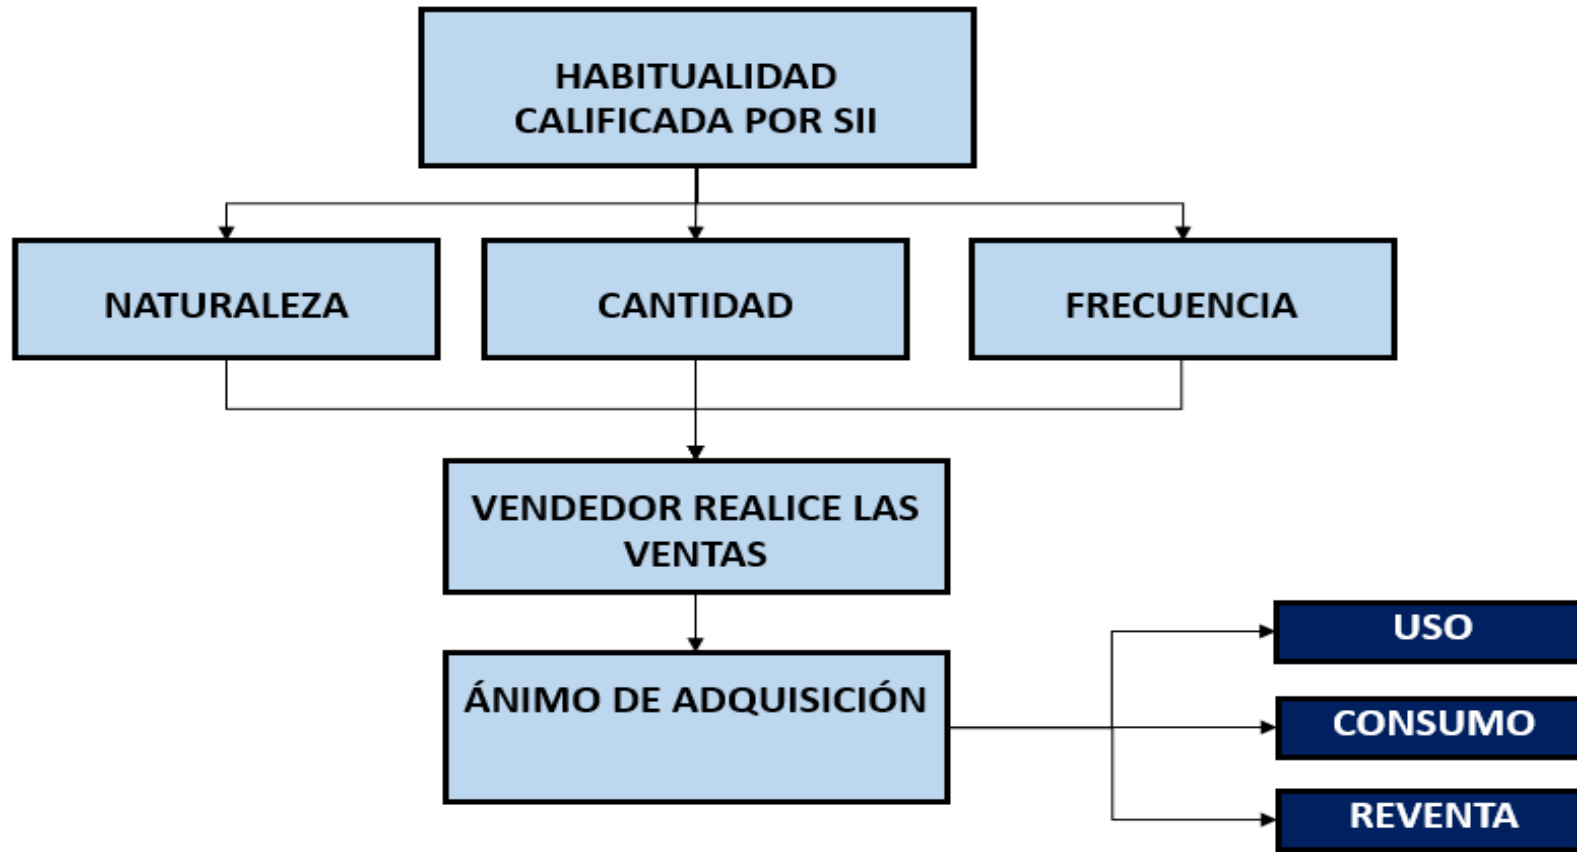 HABITUALIDAD
CALIFICADA POR SII
NATURALEZA
CANTIDAD
FRECUENCIA
VENDEDOR REALICE LAS
VENTAS
ÁNIMO DE ADQUISICIÓN
USO
CONSUMO
REVENTA